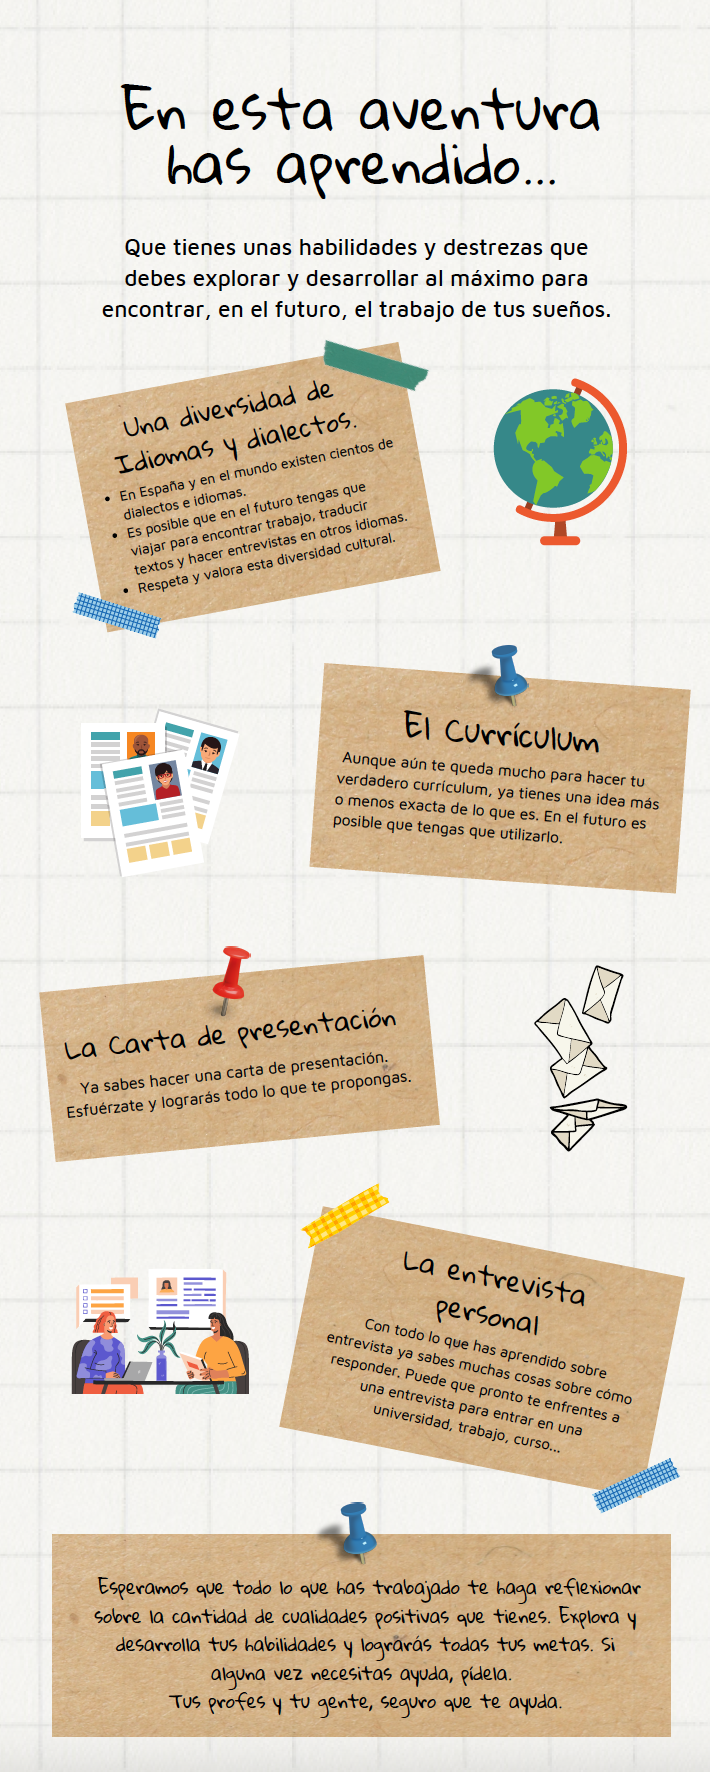 En esta aventura
has aprendido...
Que tienes unas habilidades y destrezas que
debes explorar y desarrollar al máximo para
encontrar, en el futuro, el trabajo de tus sueños.
Una diversidad de
Idiomas y dialectos.
• En España y en el mundo existen cientos de
dialectos e idiomas.
• Es posible que en el futuro tengas que
viajar para encontrar trabajo, traducir
textos y hacer entrevistas en otros idiomas.
• Respeta y valora esta diversidad cultural.
El Currículum
Aunque aún te queda mucho para hacer tu
verdadero currículum, ya tienes una idea más
o menos exacta de lo que es. En el futuro es
posible que tengas que utilizarlo.
La Carta de presentación
Ya sabes hacer una carta de presentación.
Esfuérzate y lograrás todo lo que te propongas.
La entrevista
personal
Con todo lo que has aprendido sobre
entrevista ya sabes muchas cosas sobre cómo
responder. Puede que pronto te enfrentes a
una entrevista para entrar en una
universidad, trabajo, curso...
Esperamos que todo lo que has trabajado te haga reflexionar
sobre la cantidad de cualidades positivas que tienes. Explora y
desarrolla tus habilidades y lograrás todas tus metas. Si
alguna vez necesitas ayuda, pídela.
Tus profes y tu gente, seguro que te ayuda.